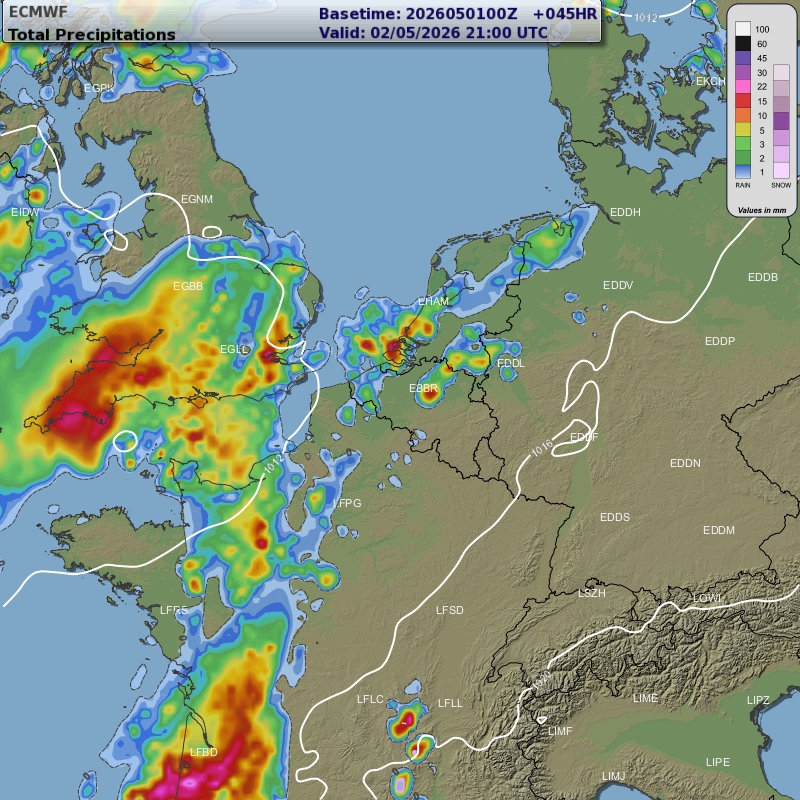 ECMWF
Basetime: 2026050100Z +045HR
Total Precipitations
Valid: 02/05/2026 21:00 UTC
1012
100
60
45
30
22
15
10
5
3
2
1
RAIN SNOW
Values in mm
EKCH
EIDW
EGNM
EDDH
EGBB
EHAM
EDDV
EDDB
EDDP
EDDL
EBBR
1016
EDDF
1012
EDDN
LFPG
EDDS
EDDM
LSZH
LOWI
LFSD
LFLC
LFLL
LIME
LIPZ
LIMF
LFBD
LIPE
LIMJ